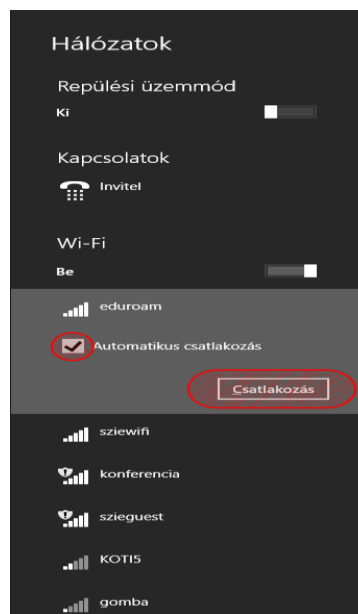 Hálózatok
Repülési üzemmód
Ki
Kapcsolatok
Invitel
Wi-Fi
Be
eduroam
Automatikus csatlakozás
Csatlakozás
sziewifi
konferencia
szieguest
KOTI5
gomba